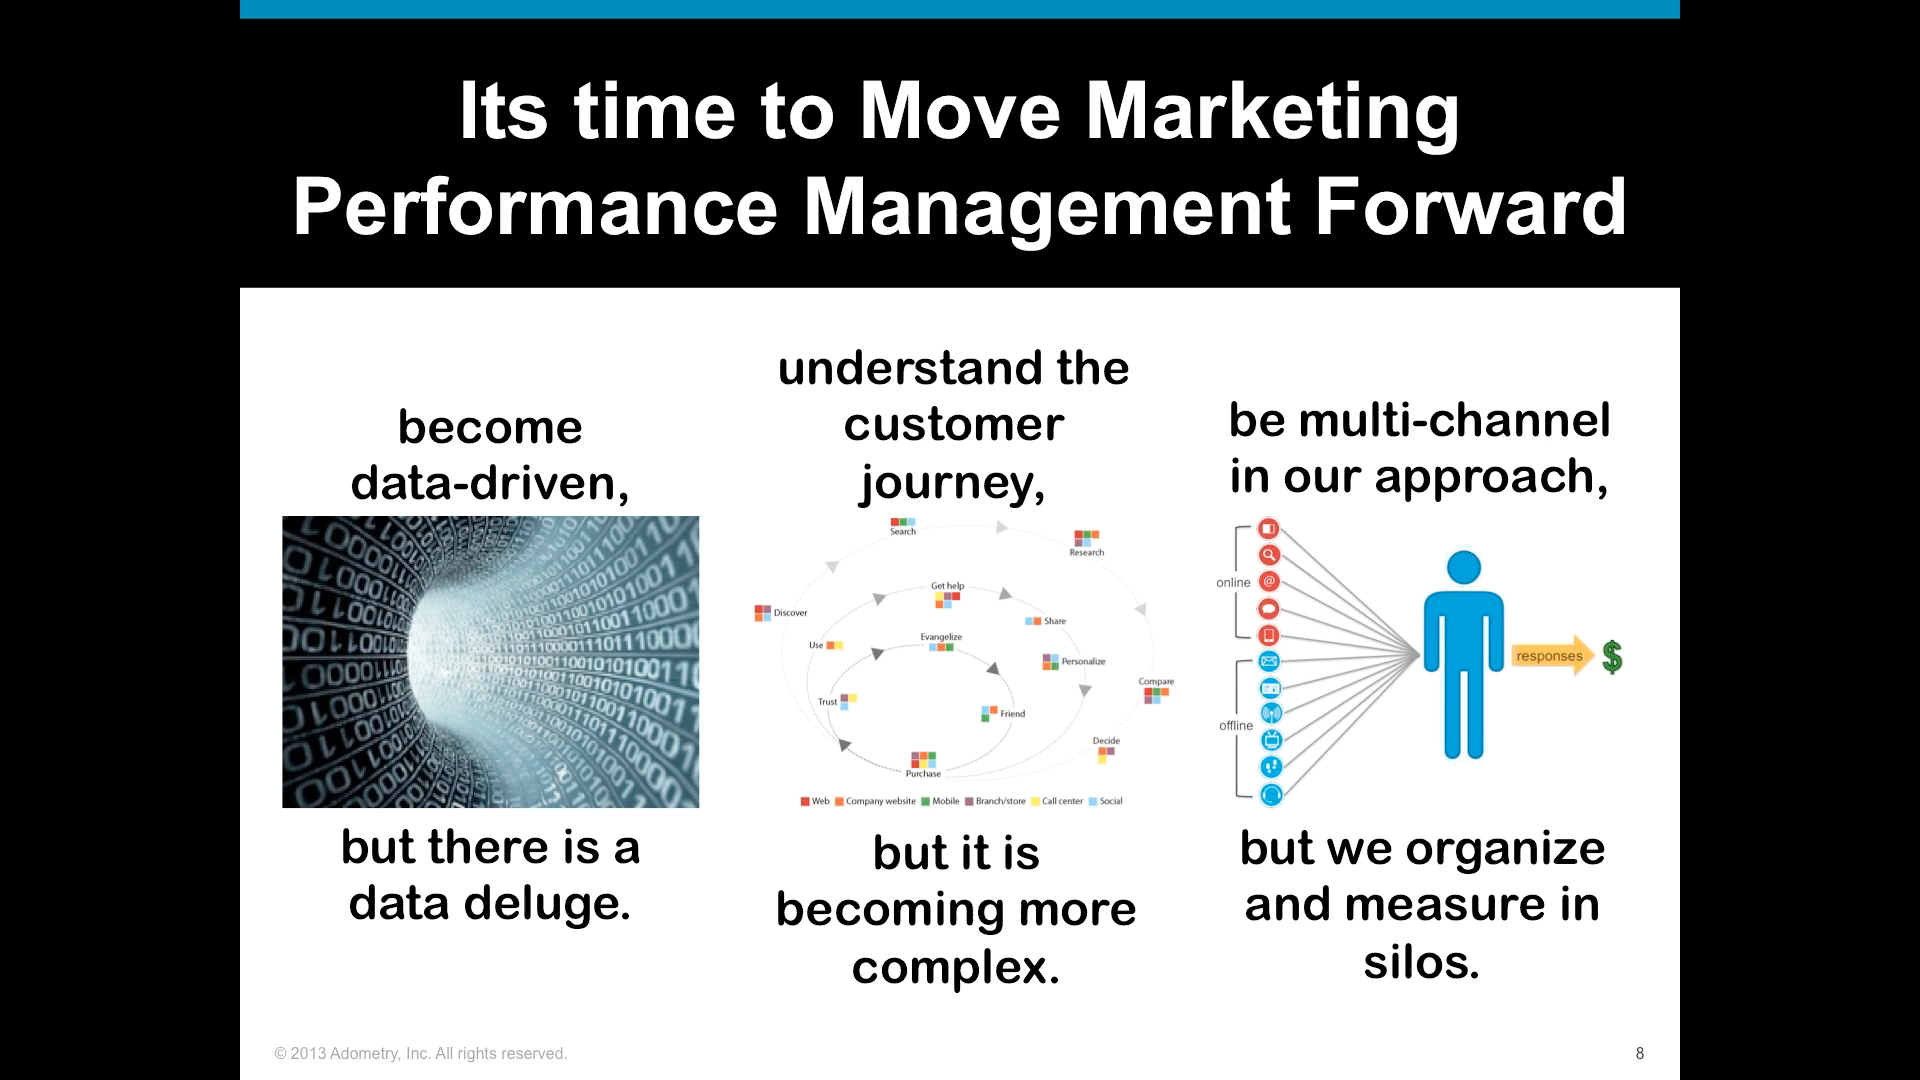 Its time to Move Marketing
Performance Management Forward
become
data-driven,
but there is a
data deluge.
understand the
customer
journey,
Search
Research
Get help
Discover
Share
Evangelize
Use
Personalize
Compare
Trust
Friend
Decide
Purchase
Web Company website Mobile Branch/store Call center Social
but it is
becoming more
complex.
be multi-channel
in our approach,
online
@
responses $
offline
but we organize
and measure in
silos.
© 2013 Adometry, Inc. All rights reserved.
8